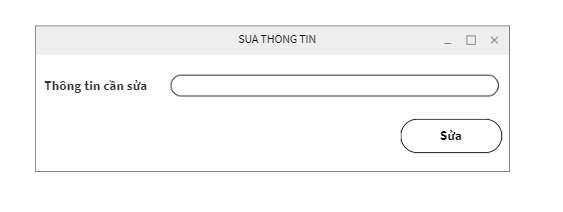 SUA THONG TIN
Thông tin cần sửa
Sửa